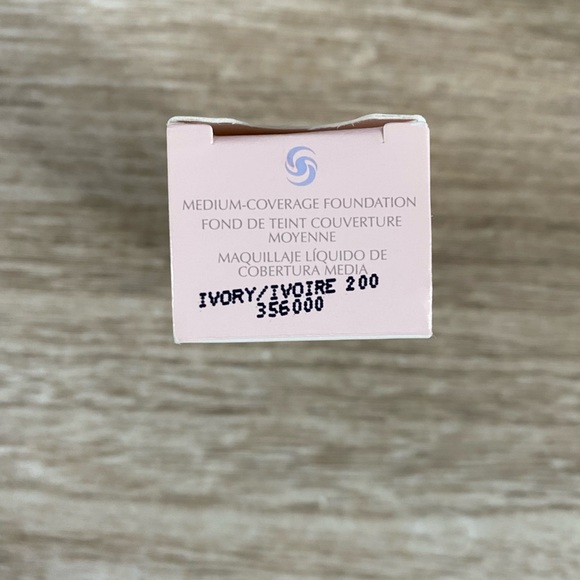 MEDIUM-COVERAGE FOUNDATION
FOND DE TEINT COUVERTURE
MOYENNE
MAQUILLAJE LÍQUIDO DE
COBERTURA MEDIA
IVORY/IVOIRE 200
356000